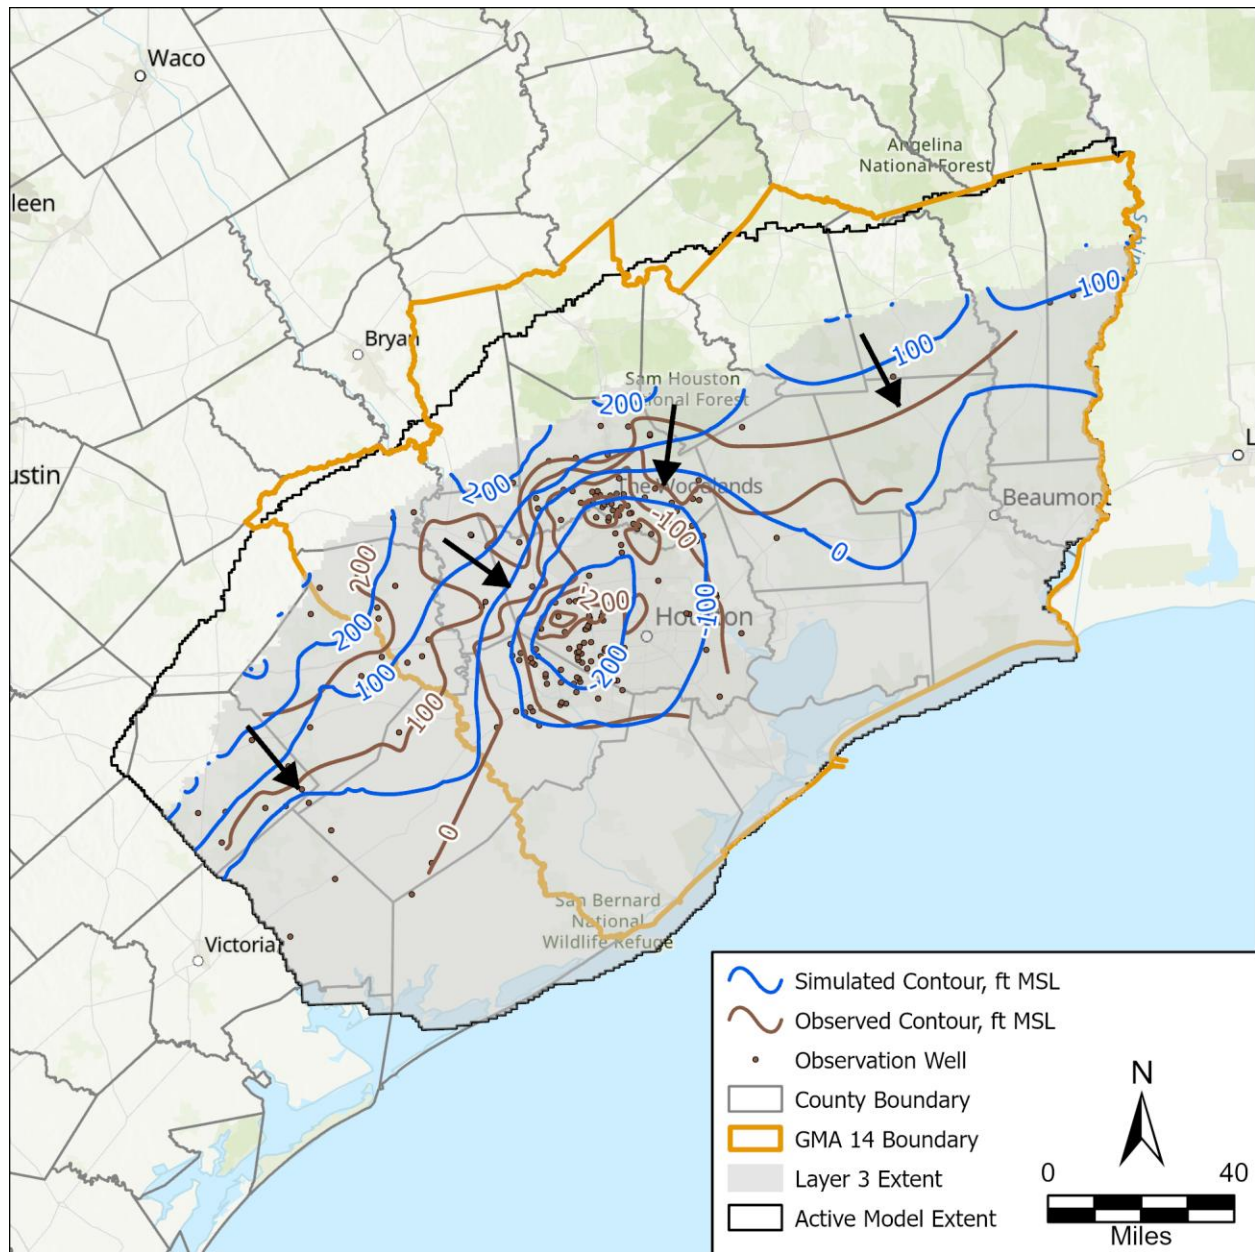 Waco
Angelina
National Forest
leen
Sabine
100
Bryan
100
Sam Houston
National Forest
200
ustin
L
200
The Woodlands
Beaumon
-100
0
200
-200
Houston
-100
200
-200
100
100
0
San Bernard
National
Wildlife Refuge
Victoria
Simulated Contour, ft MSL
Observed Contour, ft MSL
Observation Well
County Boundary
GMA 14 Boundary
Layer 3 Extent
Active Model Extent
N
0 40
Miles